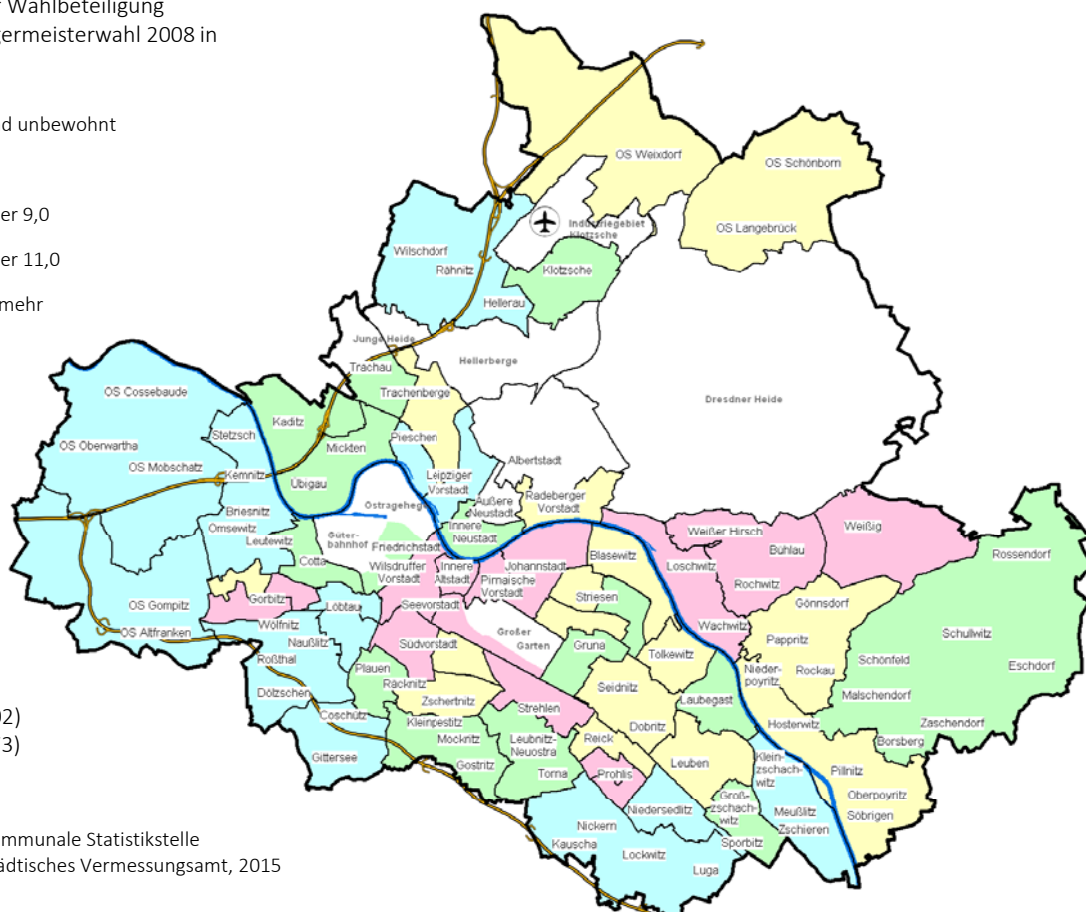 Wahlbeteiligung
germeisterwahl 2008 in
d unbewohnt
er 9,0
er 11,0
mehr
OS Weixdorf
OS Schönborn
OS Langebrück
Industriegebiet
Klotzsche
Wilschdorf
Rähnitz
Klotzsche
Hellerau
Junge Heide
Hellerberge
Trachau
Dresdner Heide
OS Cossebaude
Trachenberge
Kaditz
Stetzsch
Pieschen
OS Oberwartha
Mickten
OS Mobschatz
Albertstadt
Kemnitz
Leipziger
Vorstadt
Übigau
Radeberger
Vorstadt
Äußere
Neustadt
Ostragehege
Briesnitz
Omsewitz
Leutewitz
Innere
Neustadt
Weißer Hirsch
Weißig
Güter-
bahnhof
Friedrichstadt
Bühlau
Rossendorf
Cotta
Wilsdruffer
Vorstadt
Innere
Altstadt
Johannstadt
Blasewitz
Loschwitz
Pirnaische
Vorstadt
Rochwitz
Gorbitz
Löbtau
Seevorstadt
Striesen
Gönnsdorf
OS Gompitz
Wölfnitz
Wachwitz
OS Altfranken
Naußlitz
Großer
Garten
Südvorstadt
Gruna
Tolkewitz
Pappritz
Schullwitz
Roßthal
Plauen
Räcknitz
Nieder-
poyritz
Rockau
Schönfeld
Eschdorf
Seidnitz
Dölzschen
Zschertnitz
Laubegast
Malschendorf
Coschütz
Kleinpestitz
Strehlen
Dobritz
Hosterwitz
Zaschendorf
Mockritz
Leubnitz-
Neuostra
Reick
Borsberg
Gittersee
Gostritz
Torna
Prohlis
Leuben
Klein-
zschach-
witz
Pillnitz
Oberpoyritz
Söbrigen
Niedersedlitz
Groß-
zschach-
witz
Meußlitz
Zschieren
Nickern
Kauscha
Lockwitz
Sporbitz
Luga
02)
73)
mmunale Statistikstelle
ädtisches Vermessungsamt, 2015